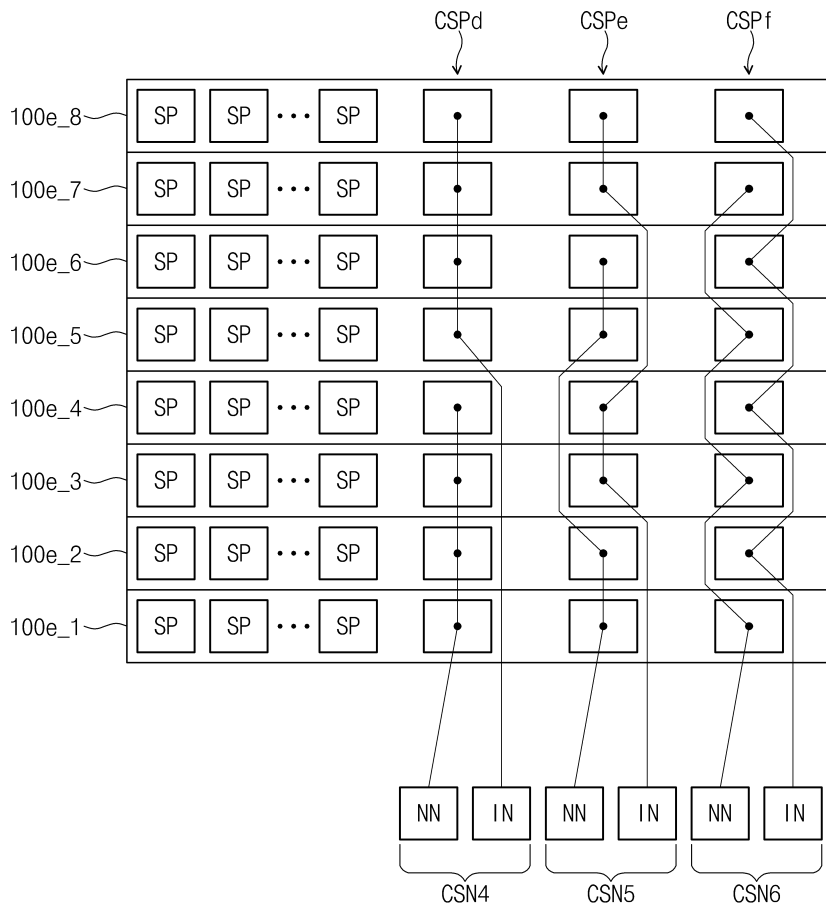 CSPd CSPe CSPf
100e_8 SP SP ••• SP
100e_7 SP SP ••• SP
100e_6 SP SP ••• SP
100e_5 SP SP ••• SP
100e_4 SP SP ••• SP
100e_3 SP SP ••• SP
100e_2 SP SP ••• SP
100e_1 SP SP ••• SP
NN IN NN IN NN IN
CSN4 CSN5 CSN6